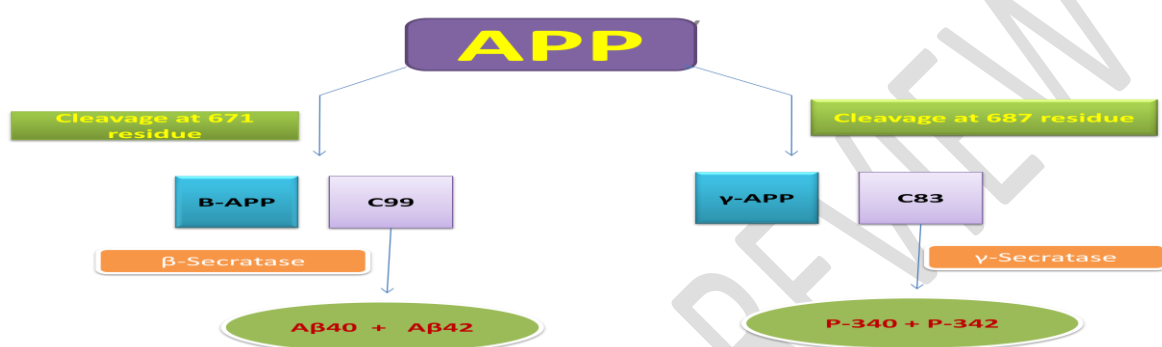 APP
Cleavage at 671
residue
Cleavage at 687 residue
B-APP
C99
γ-APP
C83
β-Secratase
γ-Secratase
Aβ40 + Aβ42
P-340 + P-342
REVIEW